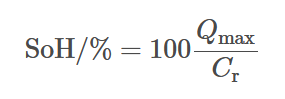 SoH/% = 100 Q_max / C_r